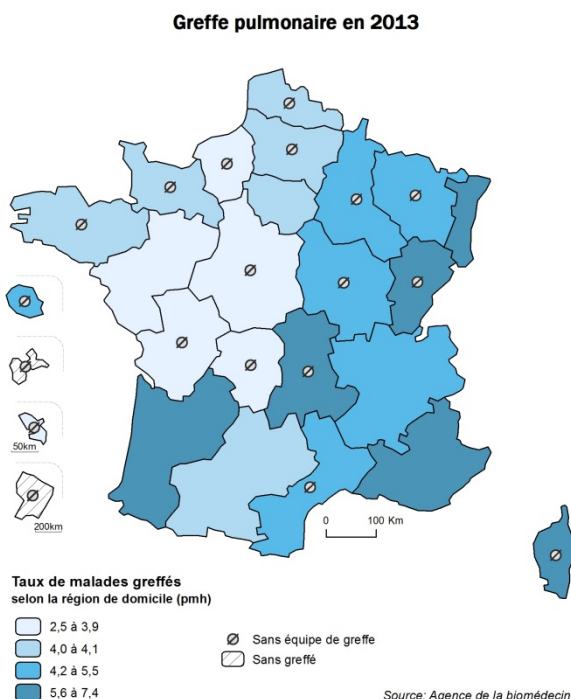 Greffe pulmonaire en 2013
50km
200km
0 100 Km
Taux de malades greffés
selon la région de domicile (pmh)
2,5 à 3,9
4,0 à 4,1
4,2 à 5,5
5,6 à 7,4
Sans équipe de greffe
Sans greffé
Source: Agence de la biomédecin